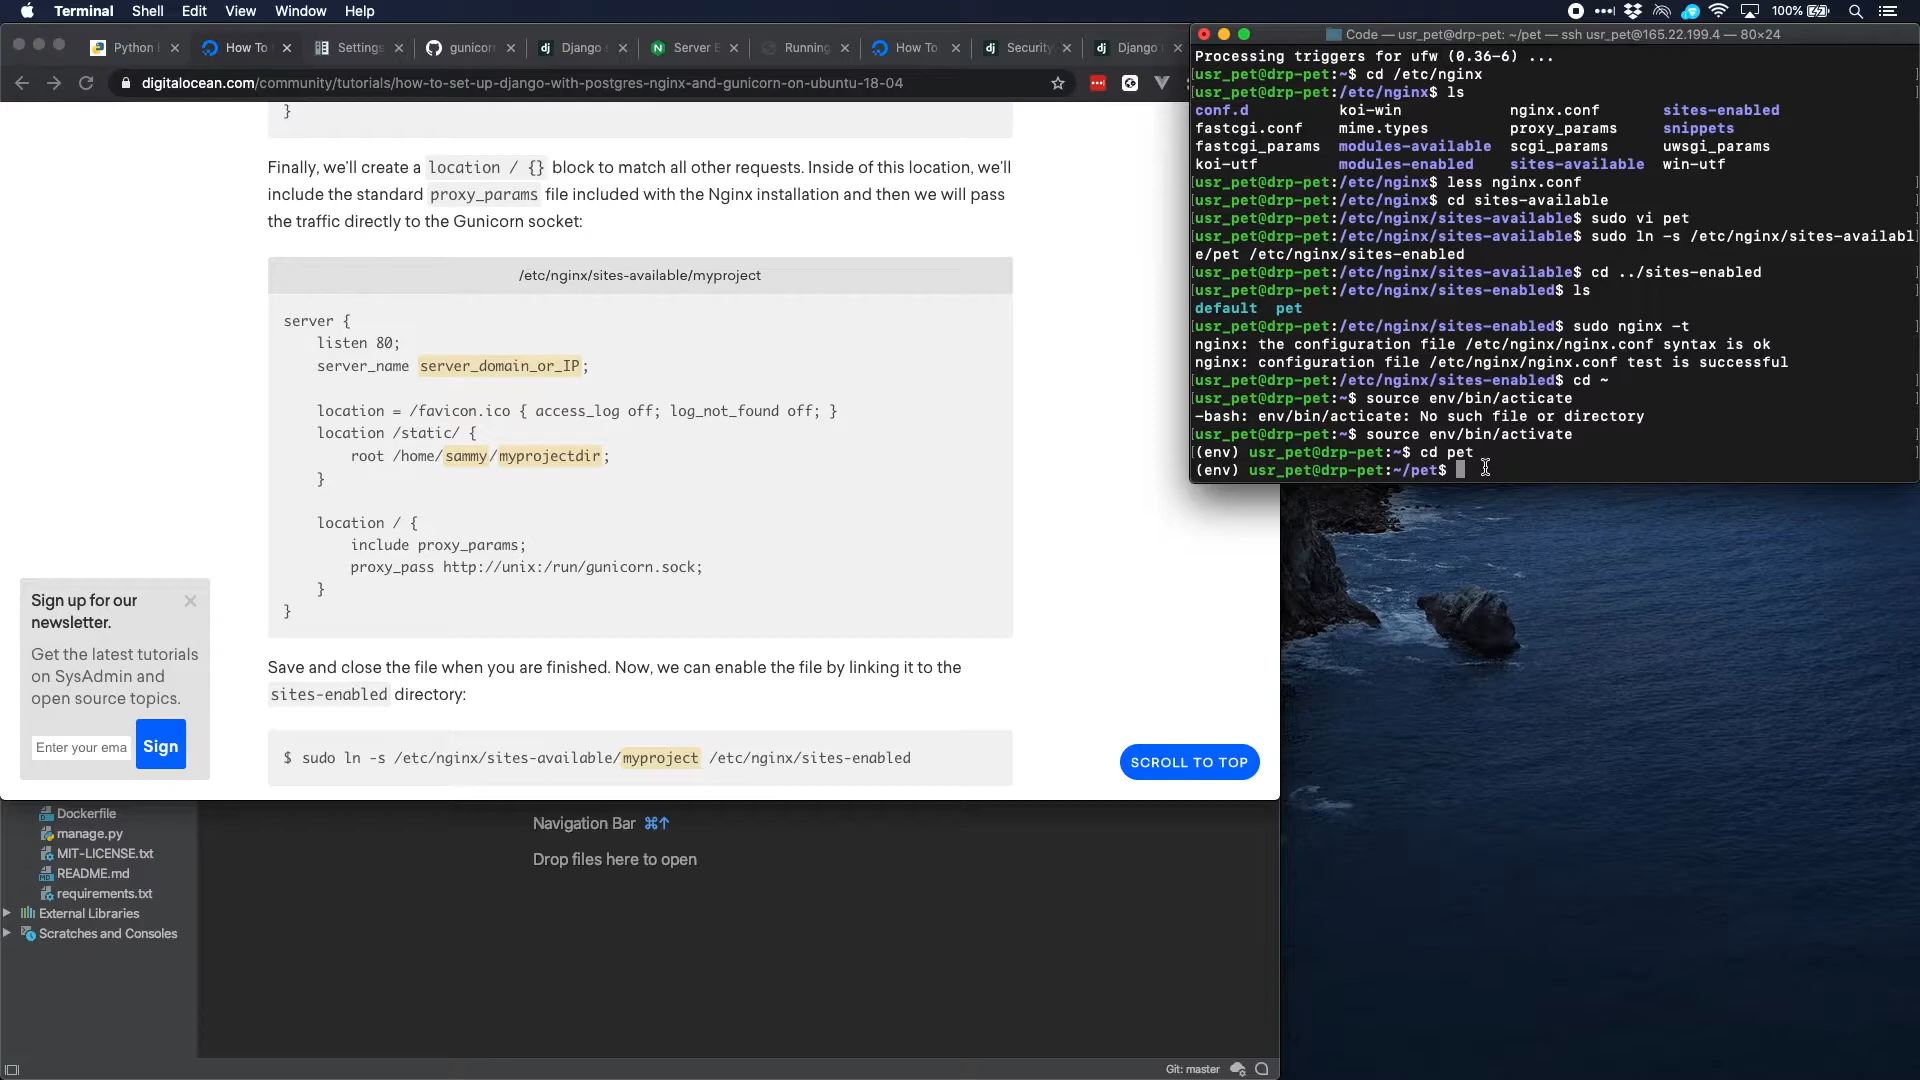 Terminal Shell Edit View Window Help
100%
Python
How To
Settings
gunicorn
Django
Server E
Running
How To
Security
Django
digitalocean.com/community/tutorials/how-to-set-up-django-with-postgres-nginx-and-gunicorn-on-ubuntu-18-04
}
Finally, we'll create a location / {} block to match all other requests. Inside of this location, we'll
include the standard proxy_params file included with the Nginx installation and then we will pass
the traffic directly to the Gunicorn socket:
/etc/nginx/sites-available/myproject
server {
listen 80;
server_name server_domain_or_IP;
location = /favicon.ico { access_log off; log_not_found off; }
location /static/ {
root /home/sammy/myprojectdir;
}
location / {
include proxy_params;
proxy_pass http://unix:/run/gunicorn.sock;
}
}
Save and close the file when you are finished. Now, we can enable the file by linking it to the
sites-enabled directory:
$ sudo ln -s /etc/nginx/sites-available/myproject /etc/nginx/sites-enabled
SCROLL TO TOP
Sign up for our
newsletter.
Get the latest tutorials
on SysAdmin and
open source topics.
Enter your ema
Sign
Code — usr_pet@drp-pet: ~/pet — ssh usr_pet@165.22.199.4 — 80×24
Processing triggers for ufw (0.36-6) ...
[usr_pet@drp-pet:~$ cd /etc/nginx ]
[usr_pet@drp-pet:/etc/nginx$ ls ]
conf.d koi-win nginx.conf sites-enabled
fastcgi.conf mime.types proxy_params snippets
fastcgi_params modules-available scgi_params uwsgi_params
koi-utf modules-enabled sites-available win-utf
[usr_pet@drp-pet:/etc/nginx$ less nginx.conf ]
[usr_pet@drp-pet:/etc/nginx$ cd sites-available ]
[usr_pet@drp-pet:/etc/nginx/sites-available$ sudo vi pet ]
[usr_pet@drp-pet:/etc/nginx/sites-available$ sudo ln -s /etc/nginx/sites-availabl]
e/pet /etc/nginx/sites-enabled
[usr_pet@drp-pet:/etc/nginx/sites-available$ cd ../sites-enabled ]
[usr_pet@drp-pet:/etc/nginx/sites-enabled$ ls ]
default pet
[usr_pet@drp-pet:/etc/nginx/sites-enabled$ sudo nginx -t ]
nginx: the configuration file /etc/nginx/nginx.conf syntax is ok
nginx: configuration file /etc/nginx/nginx.conf test is successful
[usr_pet@drp-pet:/etc/nginx/sites-enabled$ cd ~ ]
[usr_pet@drp-pet:~$ source env/bin/acticate ]
-bash: env/bin/acticate: No such file or directory
[usr_pet@drp-pet:~$ source env/bin/activate ]
[(env) usr_pet@drp-pet:~$ cd pet ]
(env) usr_pet@drp-pet:~/pet$
Dockerfile
manage.py
MIT-LICENSE.txt
README.md
requirements.txt
External Libraries
Scratches and Consoles
Navigation Bar ⌘↑
Drop files here to open
Git: master